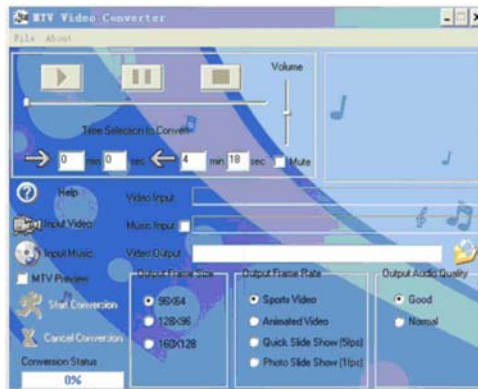 MTV Video Converter
File About
Volume
Time Selection to Convert
0 min 0 sec 4 min 18 sec Mute
Help
Video Input
Input Video
Music Input
Input Music
Video Output
MTV Preview
Output Frame Size
Output Frame Rate
Output Audio Quality
96X64
Sports Video
Good
Start Conversion
128X96
Animated Video
Normal
Cancel Conversion
160X128
Quick Slide Show (5fps)
Photo Slide Show (1fps)
Conversion Status
0%